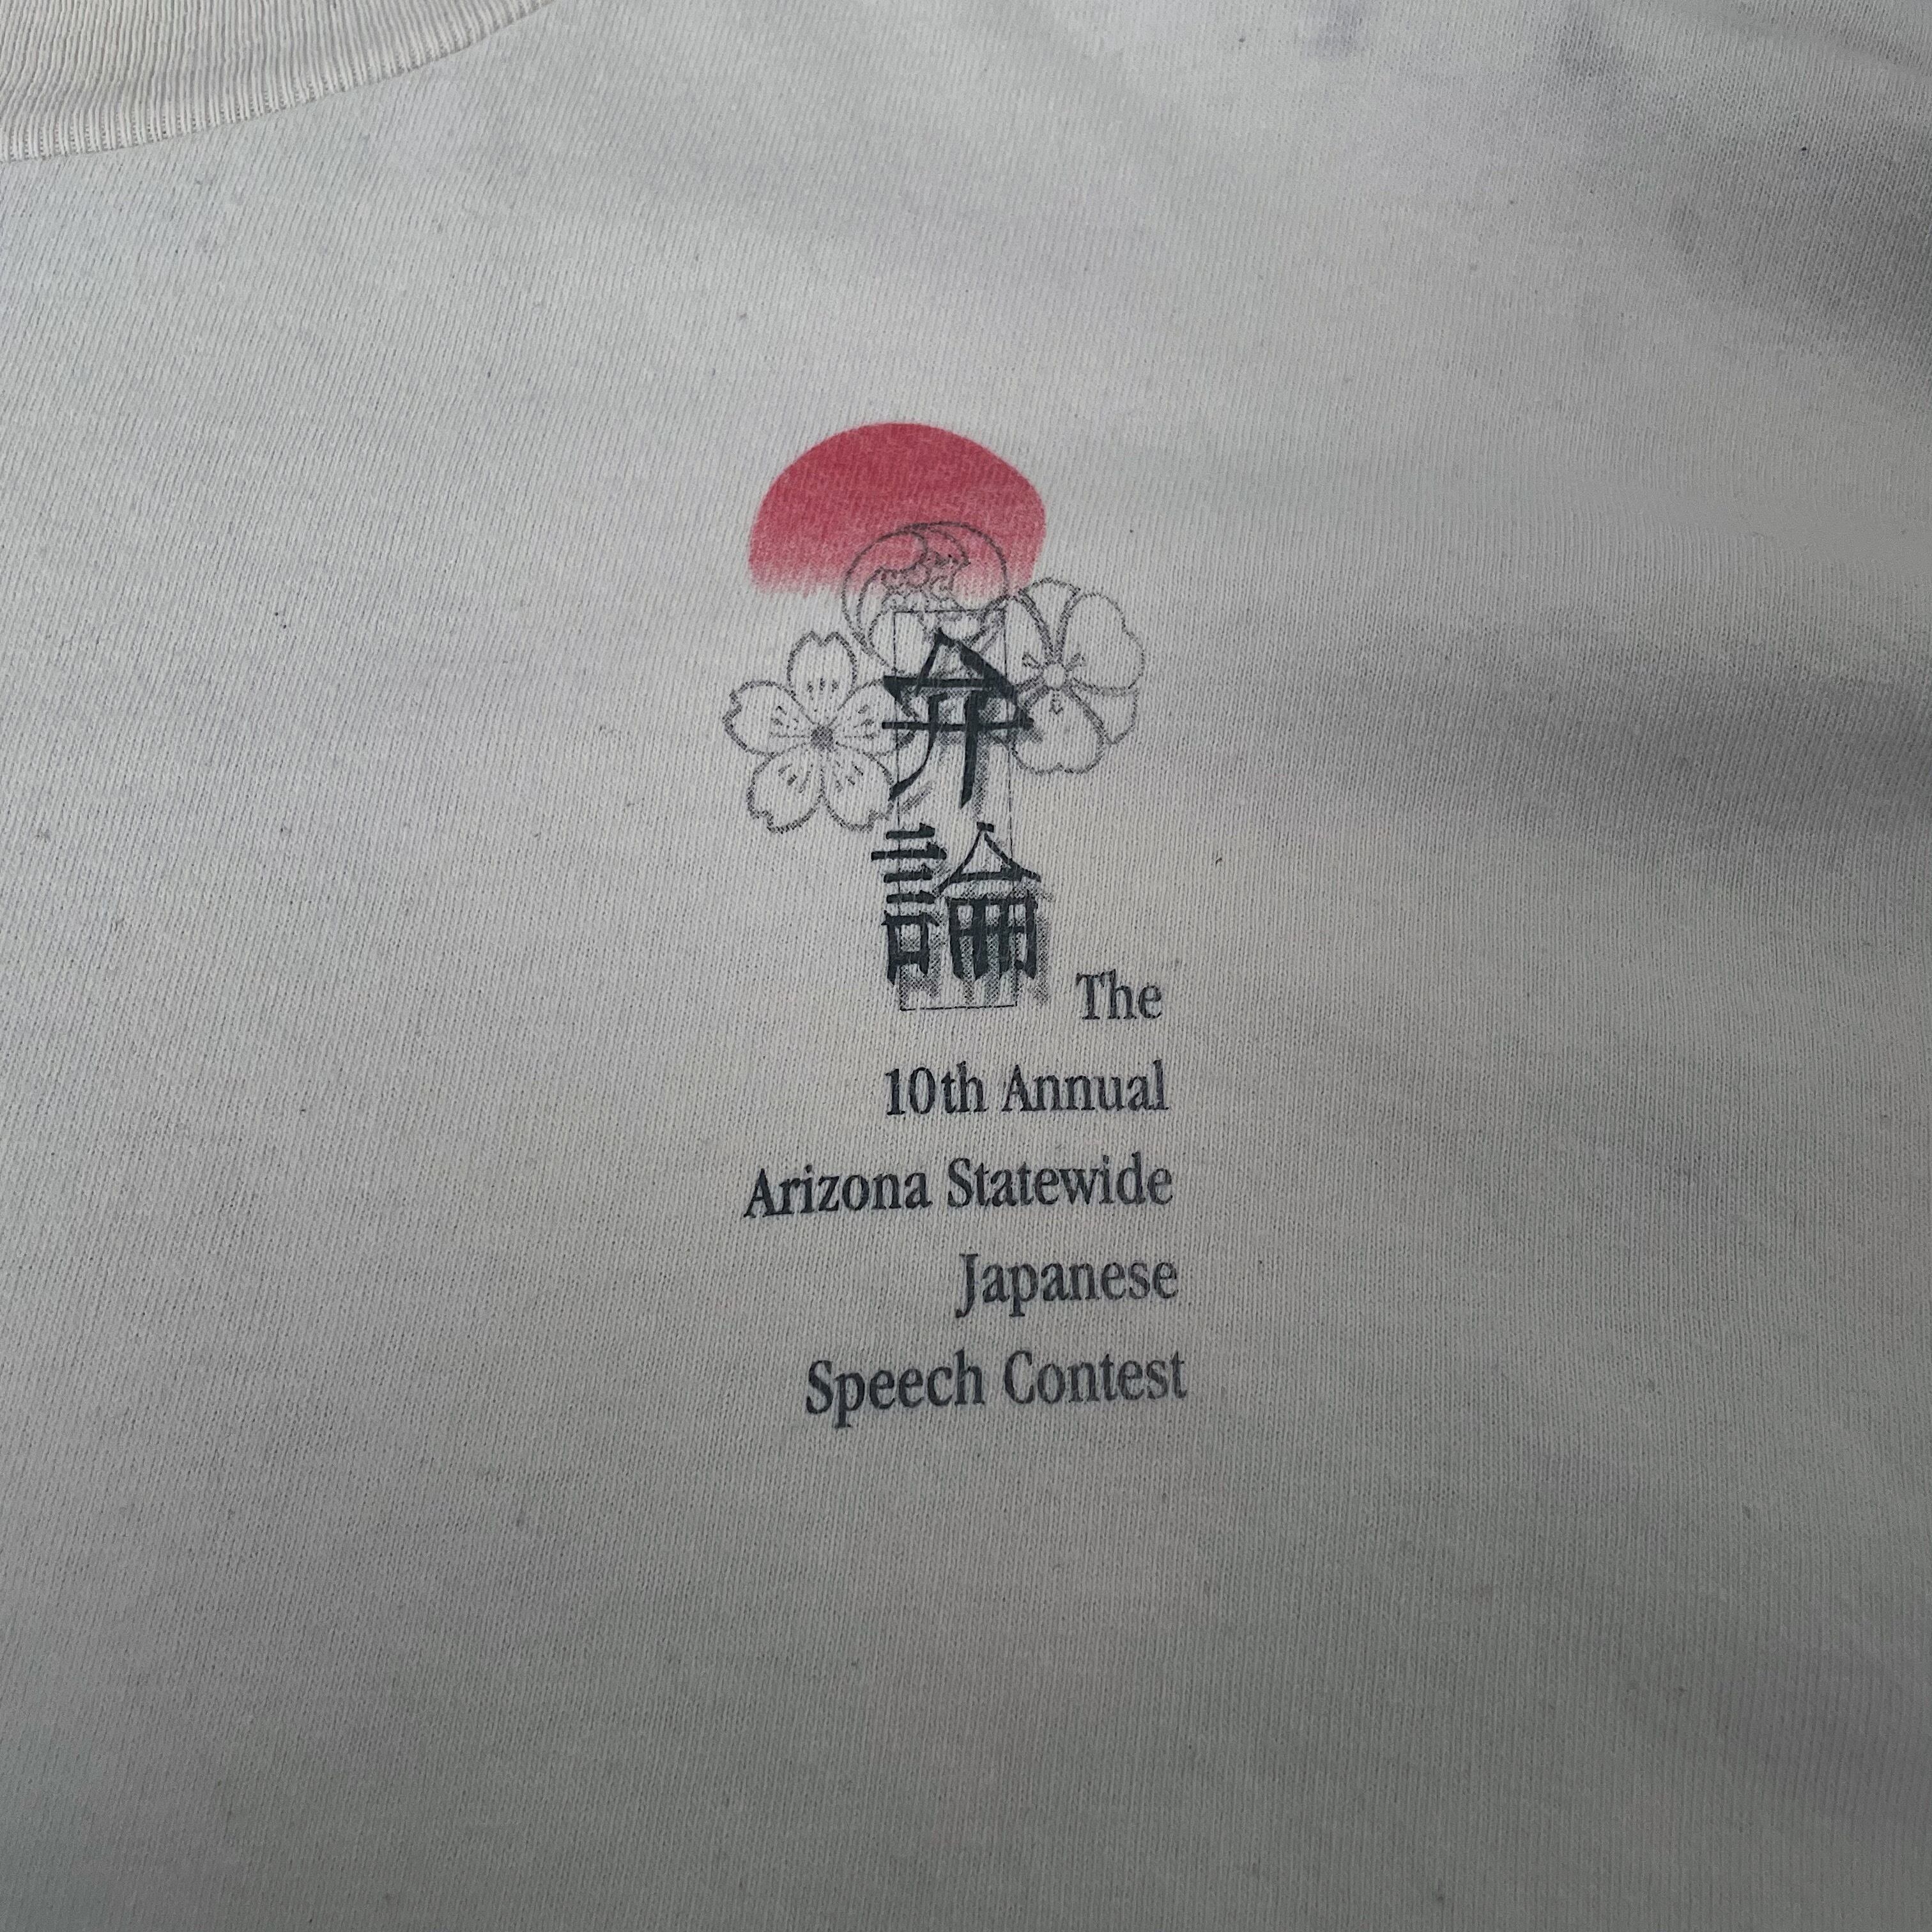 弁論
The
10th Annual
Arizona Statewide
Japanese
Speech Contest